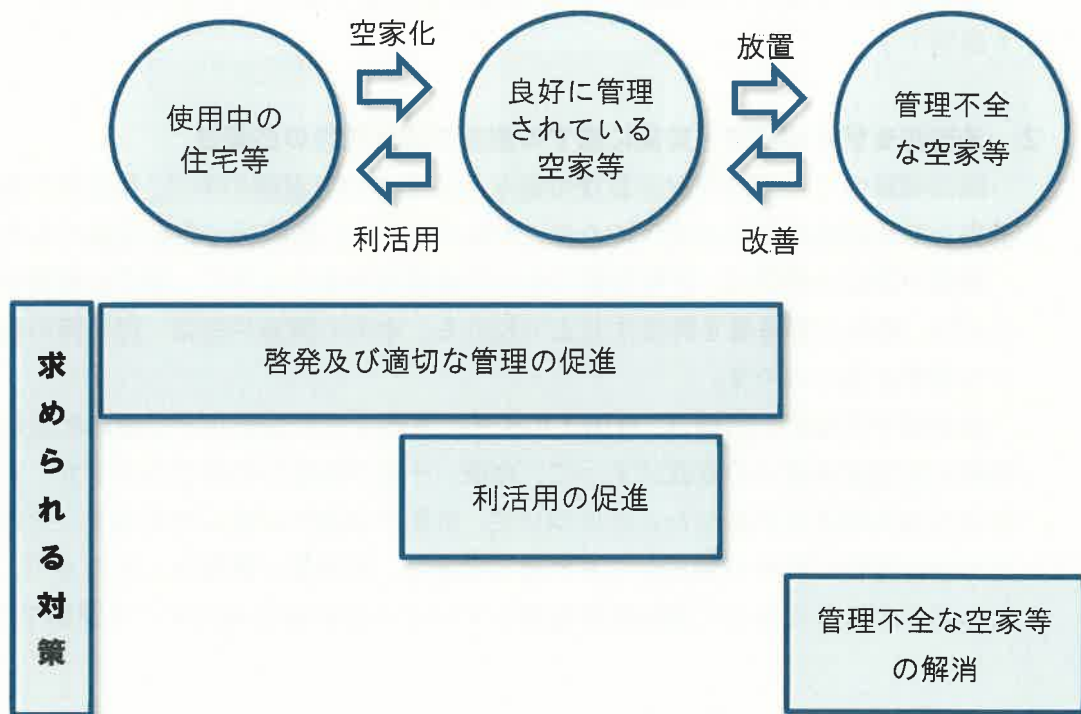 空家化
放置
使用中の
住宅等
良好に管理
されている
空家等
管理不全
な空家等
利活用
改善
求められる対策
啓発及び適切な管理の促進
利活用の促進
管理不全な空家等
の解消